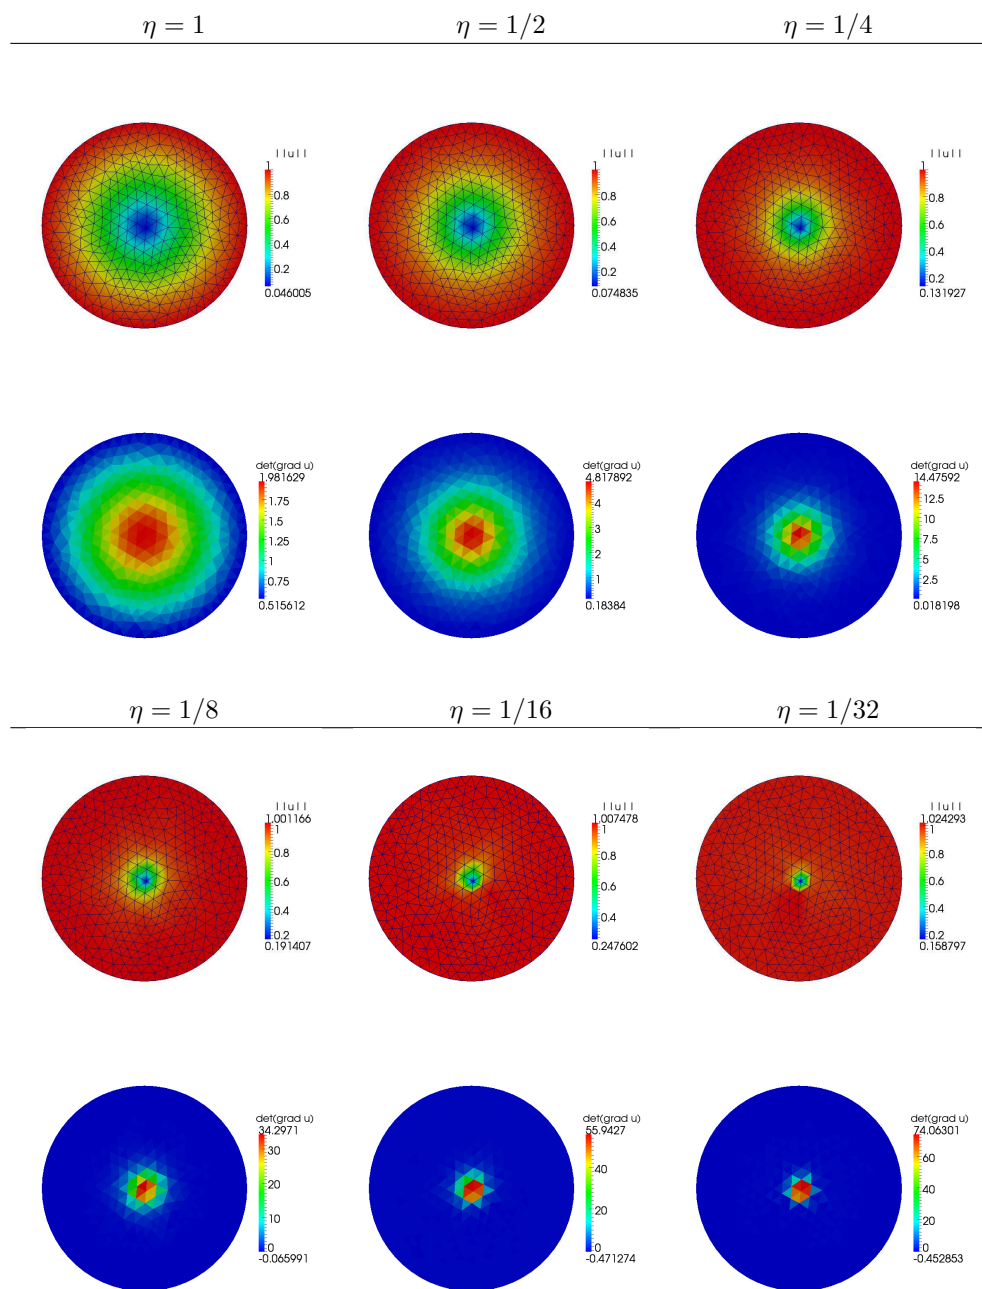 η = 1 η = 1/2 η = 1/4
||u|| ||u|| ||u||
1 1 1
0.8 0.8 0.8
0.6 0.6 0.6
0.4 0.4 0.4
0.2 0.2 0.2
0.046005 0.074835 0.131927
det(grad u) det(grad u) det(grad u)
1.981629 4.817892 14.47592
1.75 4 12.5
1.5 3 10
1.25 2 7.5
1 1 5
0.75 0.18384 2.5
0.515612 0.018198
η = 1/8 η = 1/16 η = 1/32
||u|| ||u|| ||u||
1.001166 1.007478 1.024293
1 1 1
0.8 0.8 0.8
0.6 0.6 0.6
0.4 0.4 0.4
0.2 0.247602 0.2
0.191407 0.158797
det(grad u) det(grad u) det(grad u)
34.2971 55.9427 74.06301
30 40 60
20 20 40
10 0 20
0 -0.471274 0
-0.065991 -0.452853